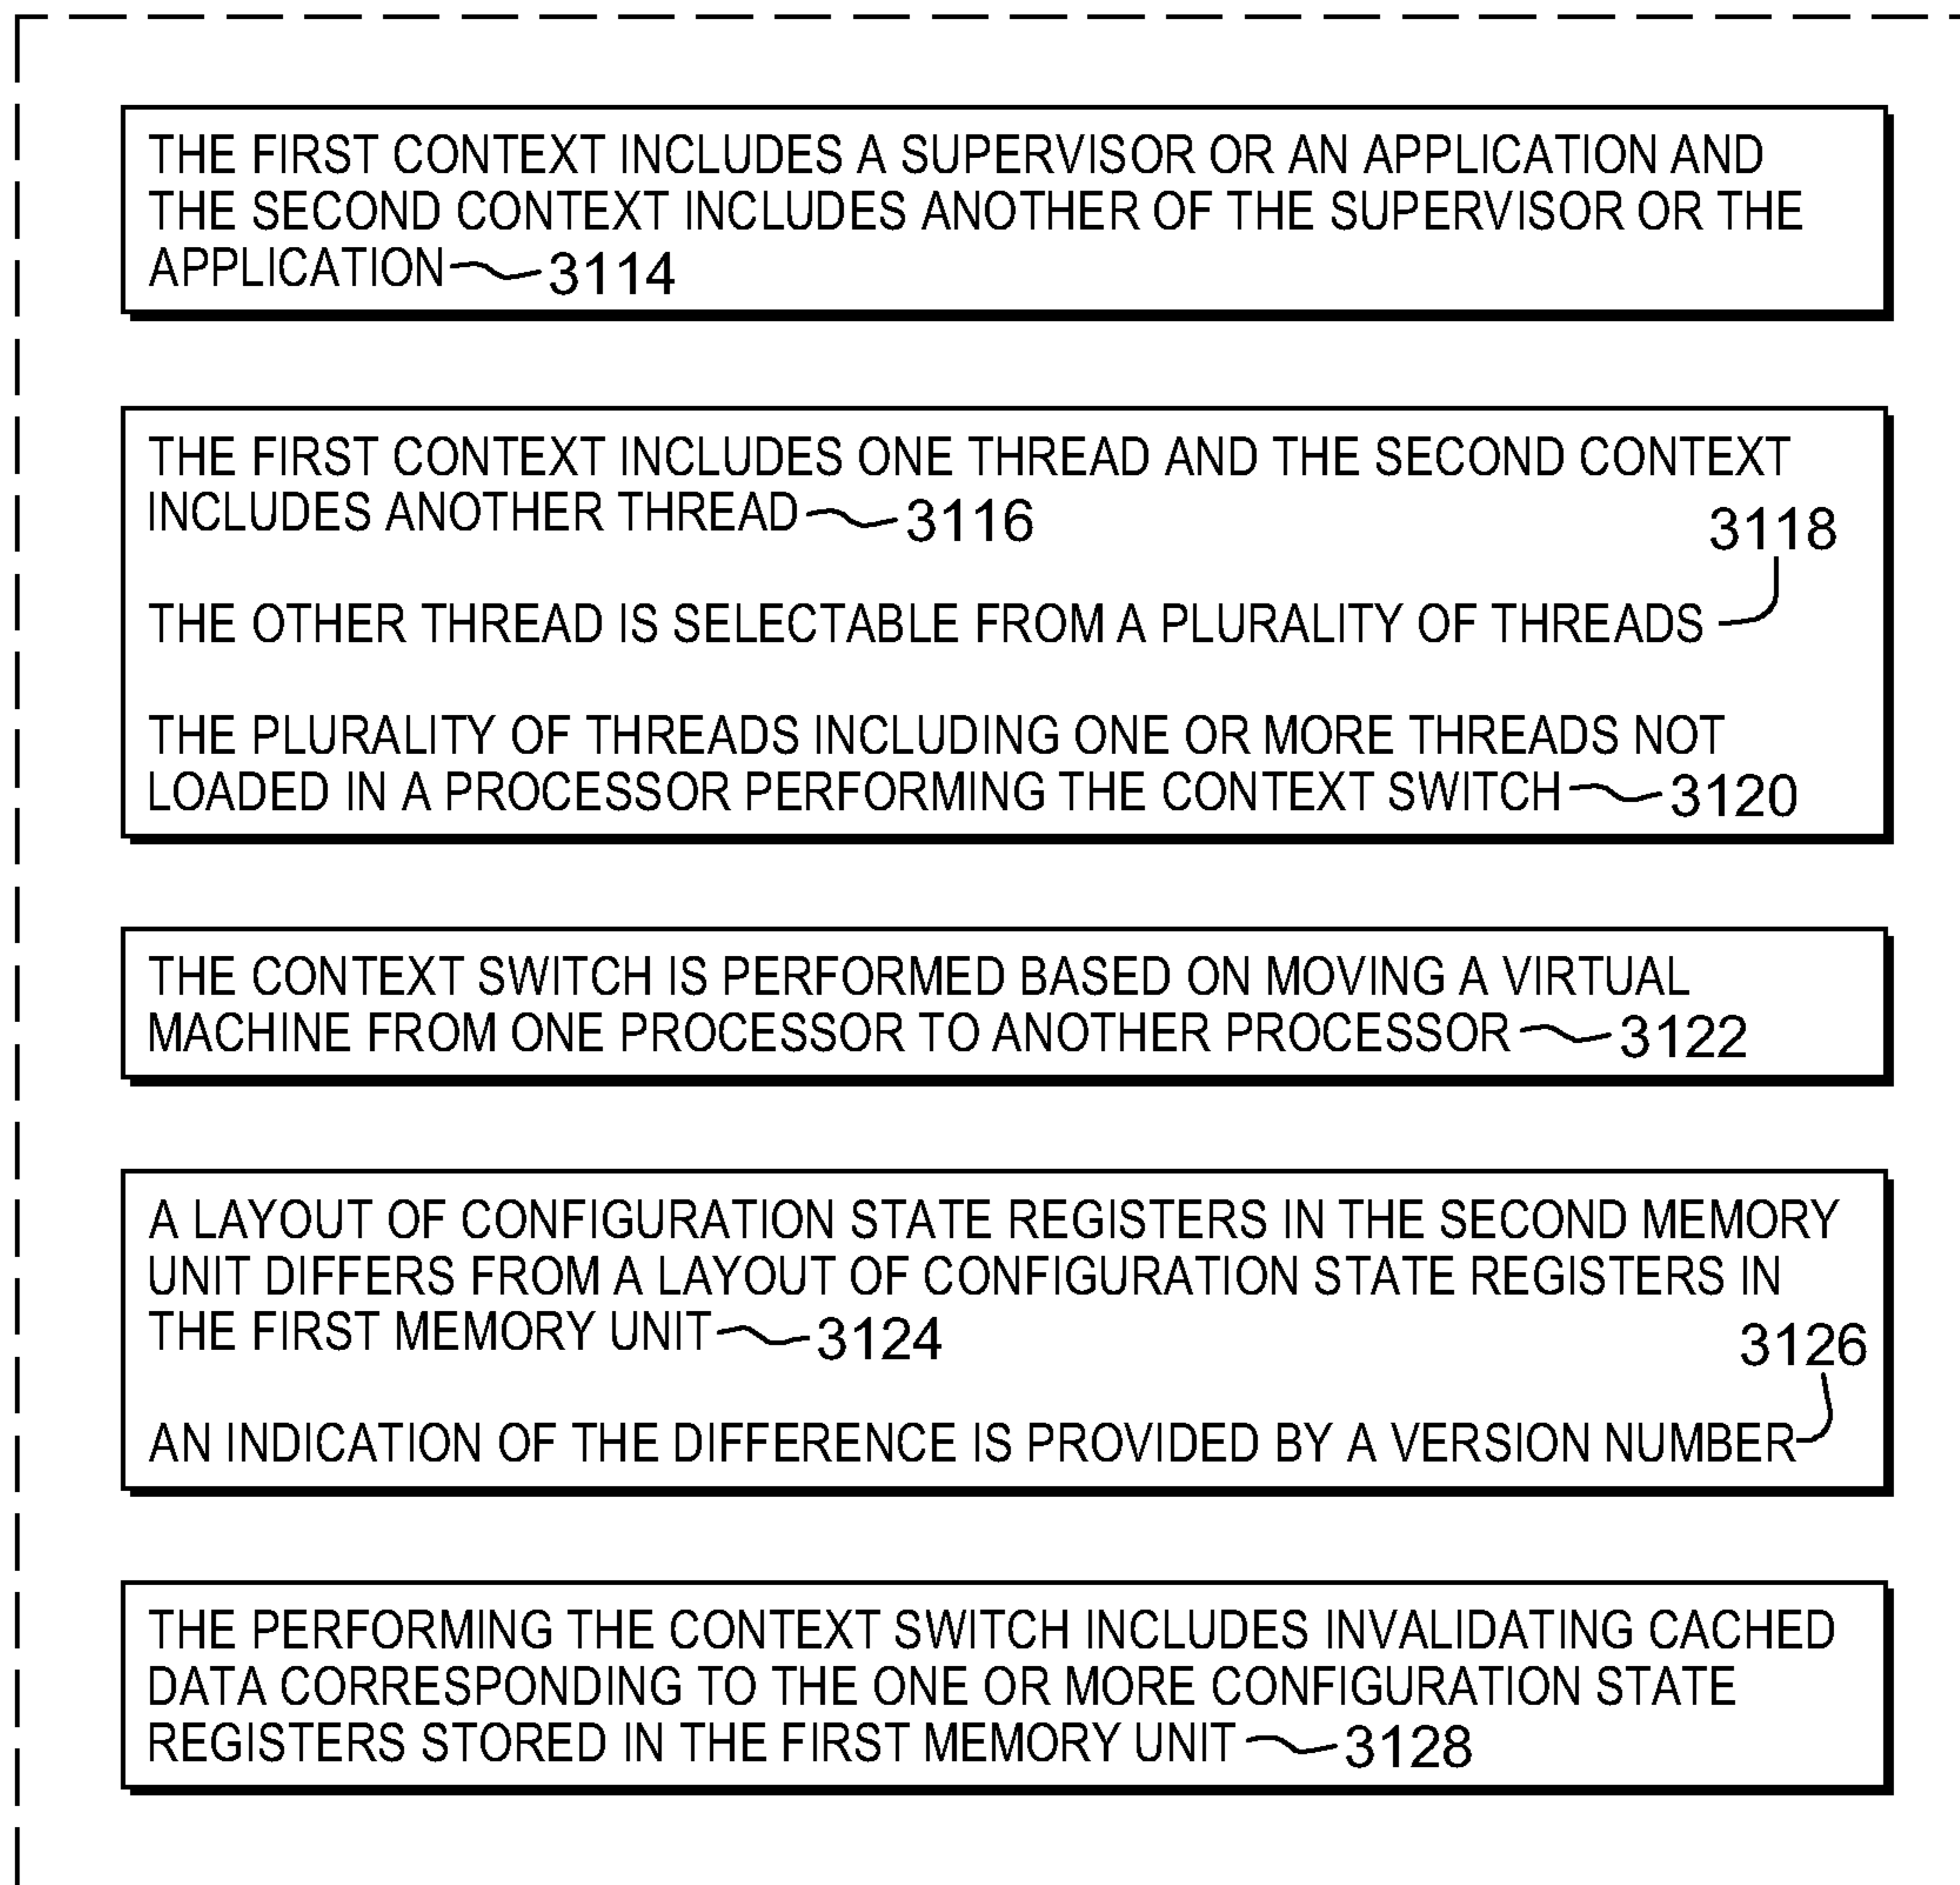 THE FIRST CONTEXT INCLUDES A SUPERVISOR OR AN APPLICATION AND
THE SECOND CONTEXT INCLUDES ANOTHER OF THE SUPERVISOR OR THE
APPLICATION 3114
THE FIRST CONTEXT INCLUDES ONE THREAD AND THE SECOND CONTEXT
INCLUDES ANOTHER THREAD 3116
3118
THE OTHER THREAD IS SELECTABLE FROM A PLURALITY OF THREADS
THE PLURALITY OF THREADS INCLUDING ONE OR MORE THREADS NOT
LOADED IN A PROCESSOR PERFORMING THE CONTEXT SWITCH 3120
THE CONTEXT SWITCH IS PERFORMED BASED ON MOVING A VIRTUAL
MACHINE FROM ONE PROCESSOR TO ANOTHER PROCESSOR 3122
A LAYOUT OF CONFIGURATION STATE REGISTERS IN THE SECOND MEMORY
UNIT DIFFERS FROM A LAYOUT OF CONFIGURATION STATE REGISTERS IN
THE FIRST MEMORY UNIT 3124
3126
AN INDICATION OF THE DIFFERENCE IS PROVIDED BY A VERSION NUMBER
THE PERFORMING THE CONTEXT SWITCH INCLUDES INVALIDATING CACHED
DATA CORRESPONDING TO THE ONE OR MORE CONFIGURATION STATE
REGISTERS STORED IN THE FIRST MEMORY UNIT 3128